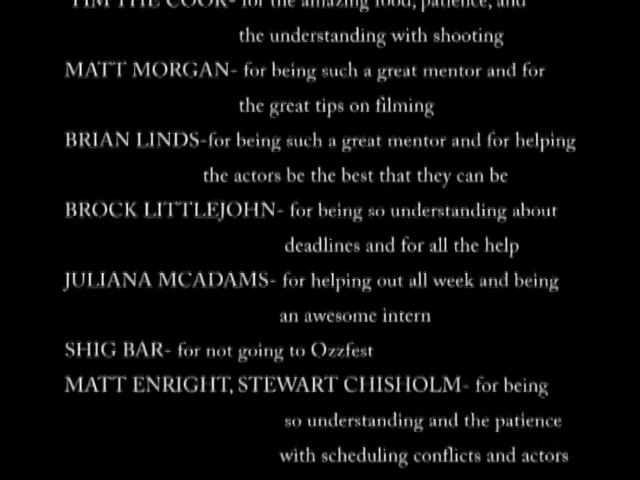 TIM THE COOK- for the amazing food, patience, and
the understanding with shooting
MATT MORGAN- for being such a great mentor and for
the great tips on filming
BRIAN LINDS-for being such a great mentor and for helping
the actors be the best that they can be
BROCK LITTLEJOHN- for being so understanding about
deadlines and for all the help
JULIANA MCADAMS- for helping out all week and being
an awesome intern
SHIG BAR- for not going to Ozzfest
MATT ENRIGHT, STEWART CHISHOLM- for being
so understanding and the patience
with scheduling conflicts and actors